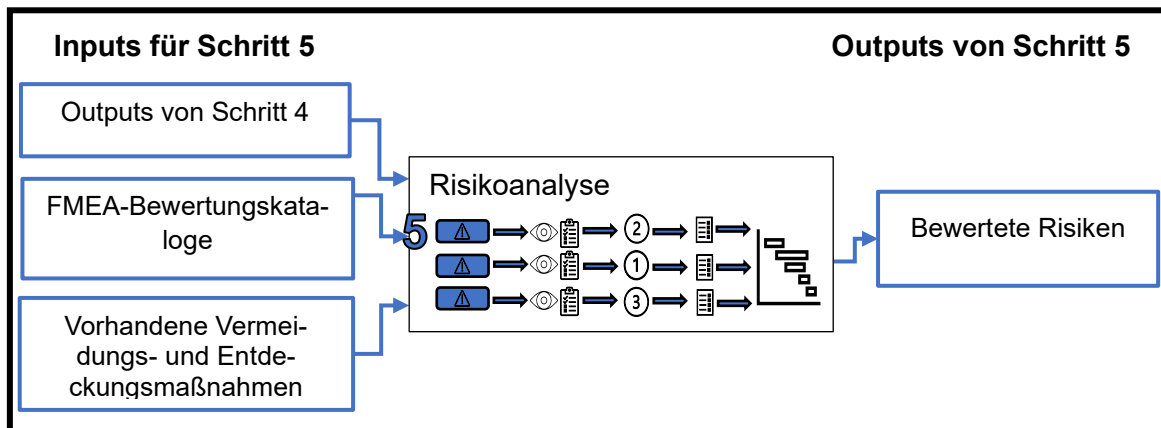 Inputs für Schritt 5
Outputs von Schritt 5
Outputs von Schritt 4
FMEA-Bewertungskata-
loge
Vorhandene Vermei-
dungs- und Entde-
ckungsmaßnahmen
Risikoanalyse
5
2
1
3
Bewertete Risiken